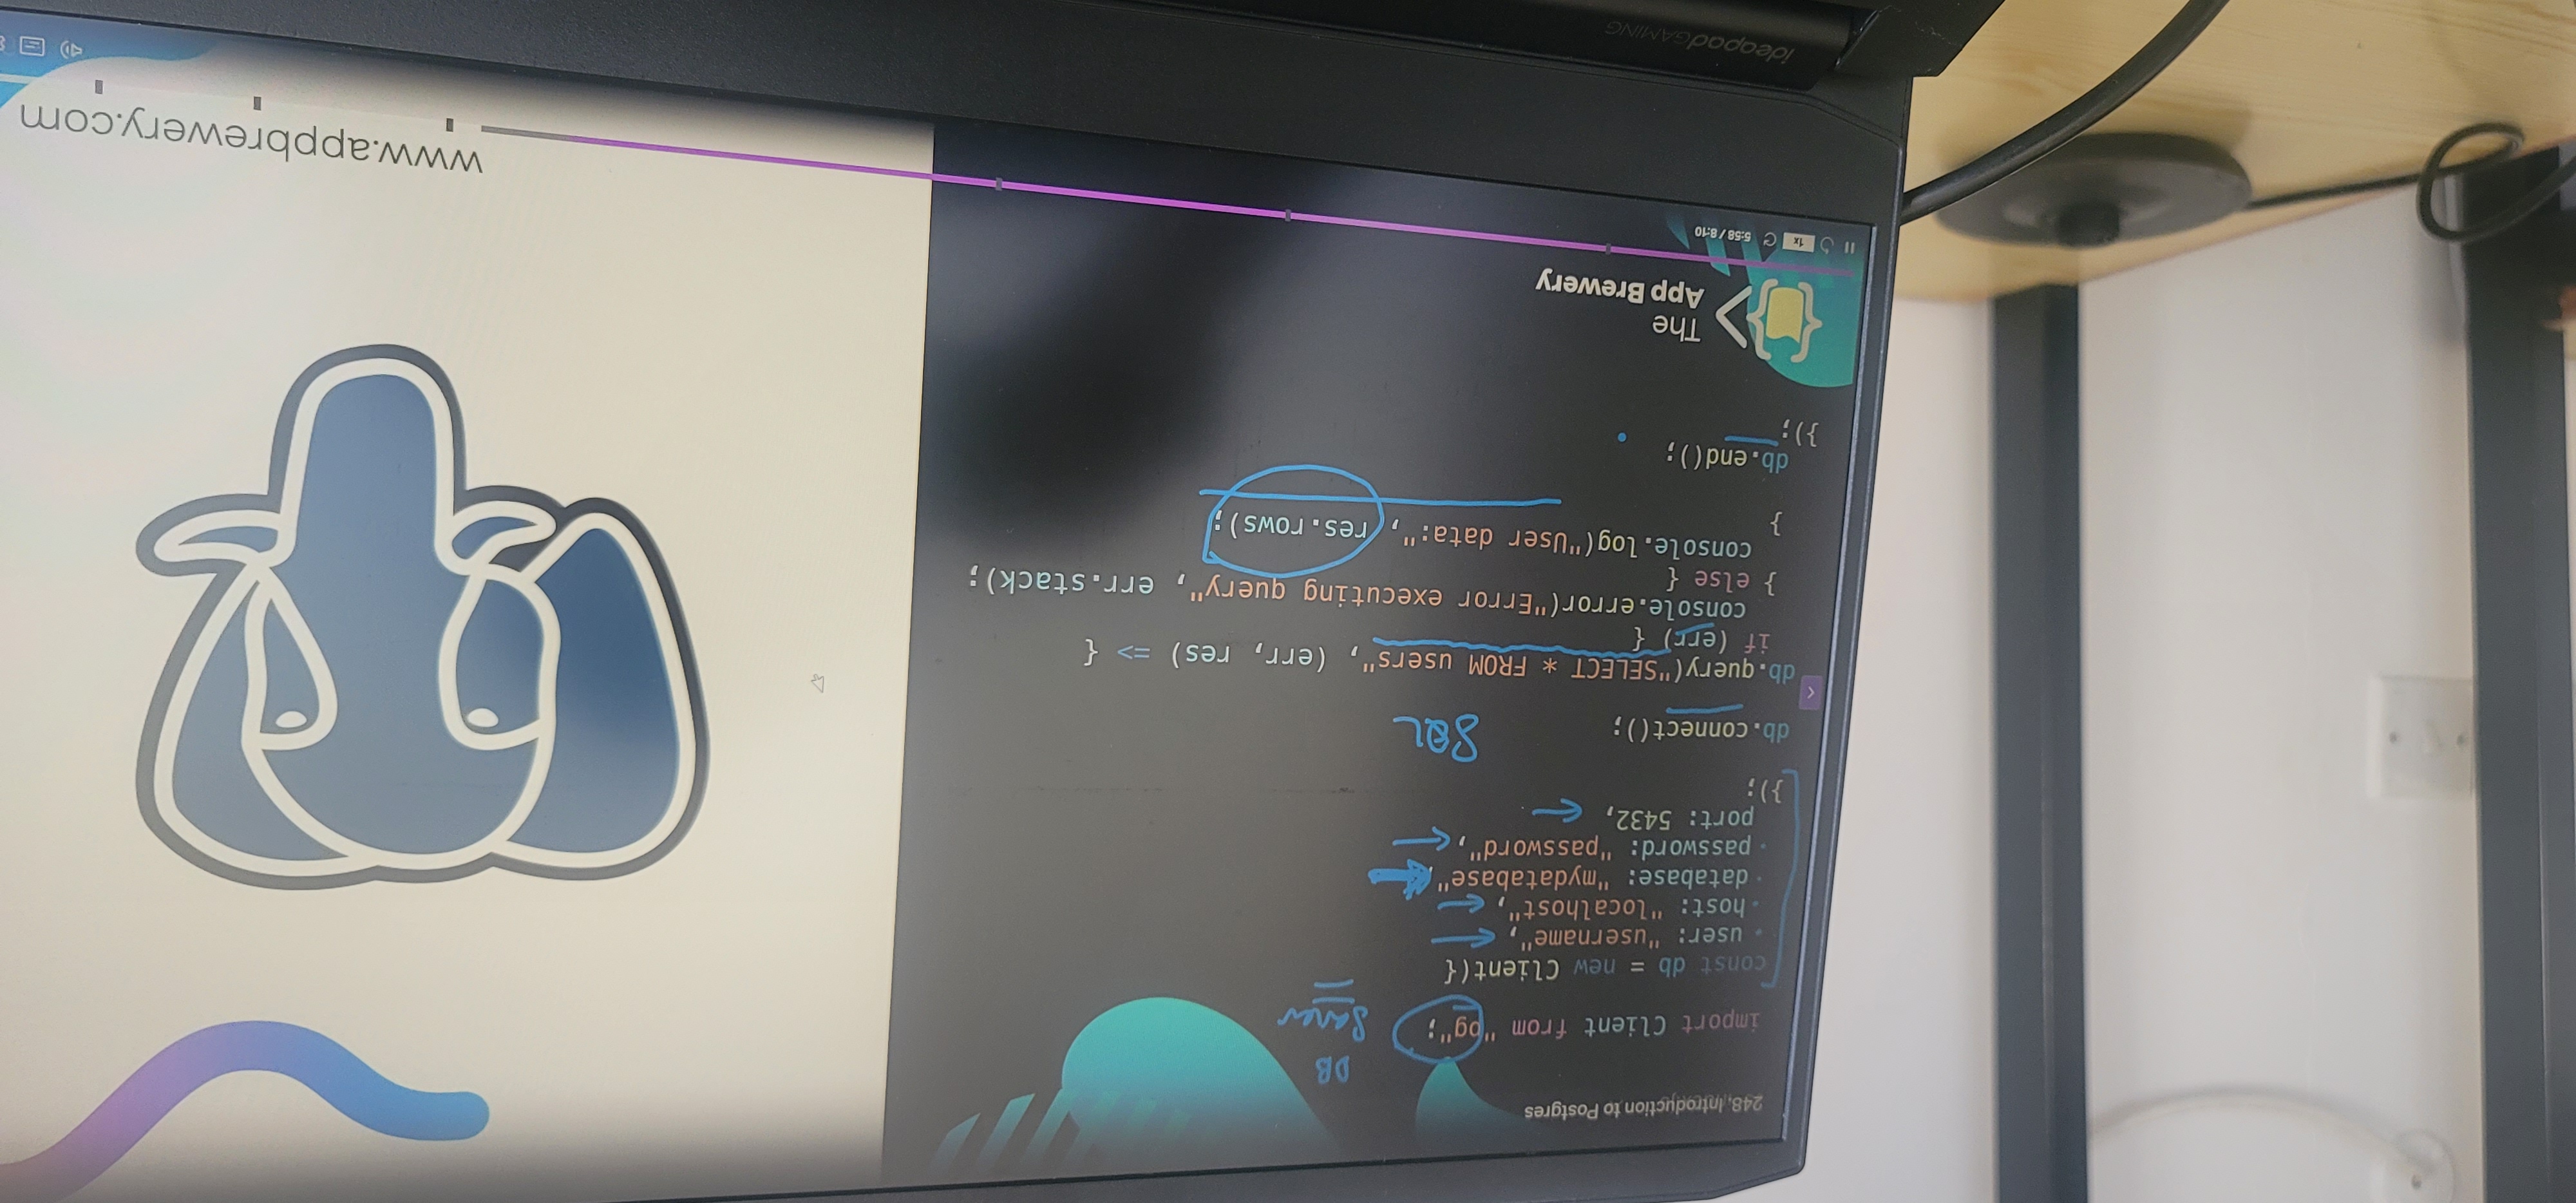 248. Introduction to Postgres
DB
import Client from "pg";
const db = new Client({
user: "username",
host: "localhost",
database: "mydatabase",
password: "password",
port: 5432,
});
db.connect();
SQL
db.query("SELECT * FROM users", (err, res) => {
if (err) {
console.error("Error executing query", err.stack);
} else {
console.log("User data:", res.rows);
}
db.end();
});
The
App Brewery
1x
5:58 / 8:10
www.appbrewery.com
ideapad GAMING